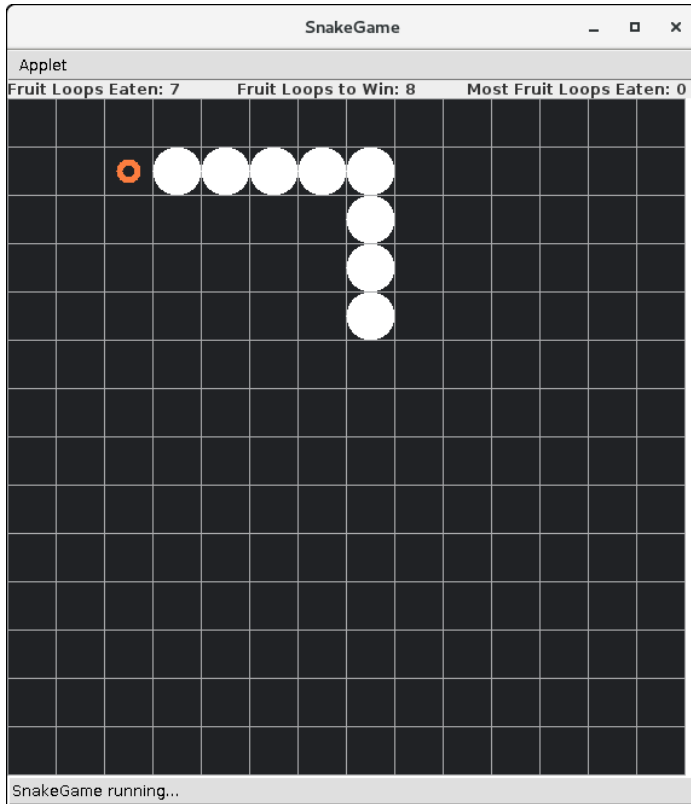 SnakeGame
Applet
Fruit Loops Eaten: 7 Fruit Loops to Win: 8 Most Fruit Loops Eaten: 0
SnakeGame running...